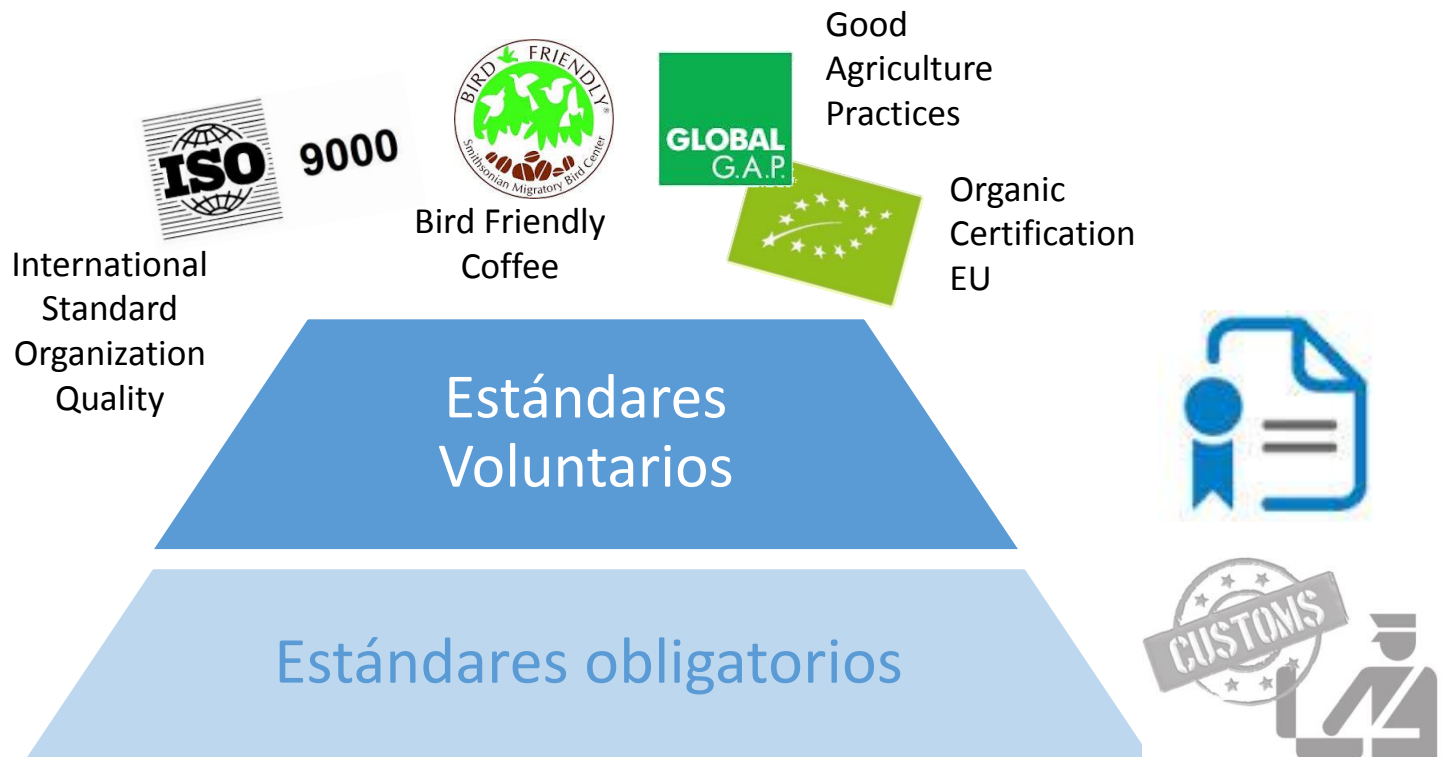 ISO 9000
International
Standard
Organization
Quality
BIRD FRIENDLY®
Smithsonian Migratory Bird Center
Bird Friendly
Coffee
GLOBAL
G.A.P.
Good
Agriculture
Practices
Organic
Certification
EU
Estándares
Voluntarios
Estándares obligatorios
CUSTOMS